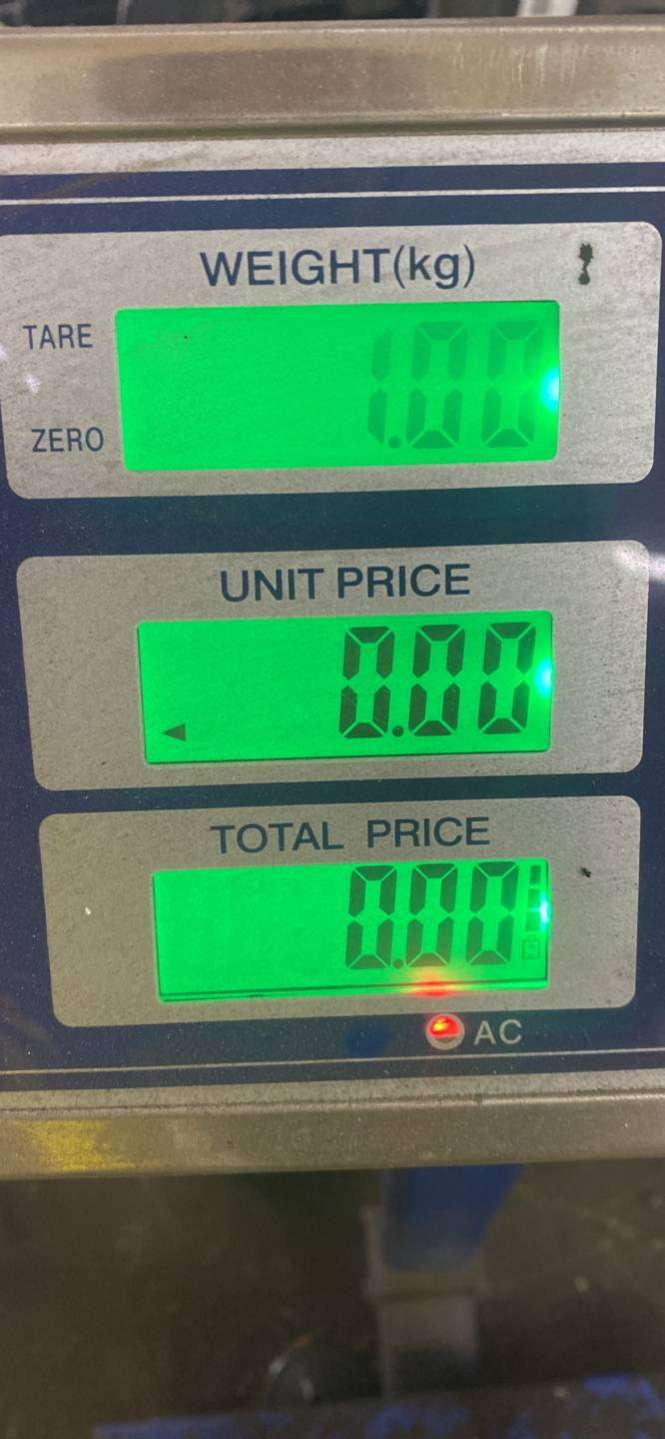 WEIGHT(kg)
TARE
1.00
ZERO
UNIT PRICE
0.00
TOTAL PRICE
0.00
AC